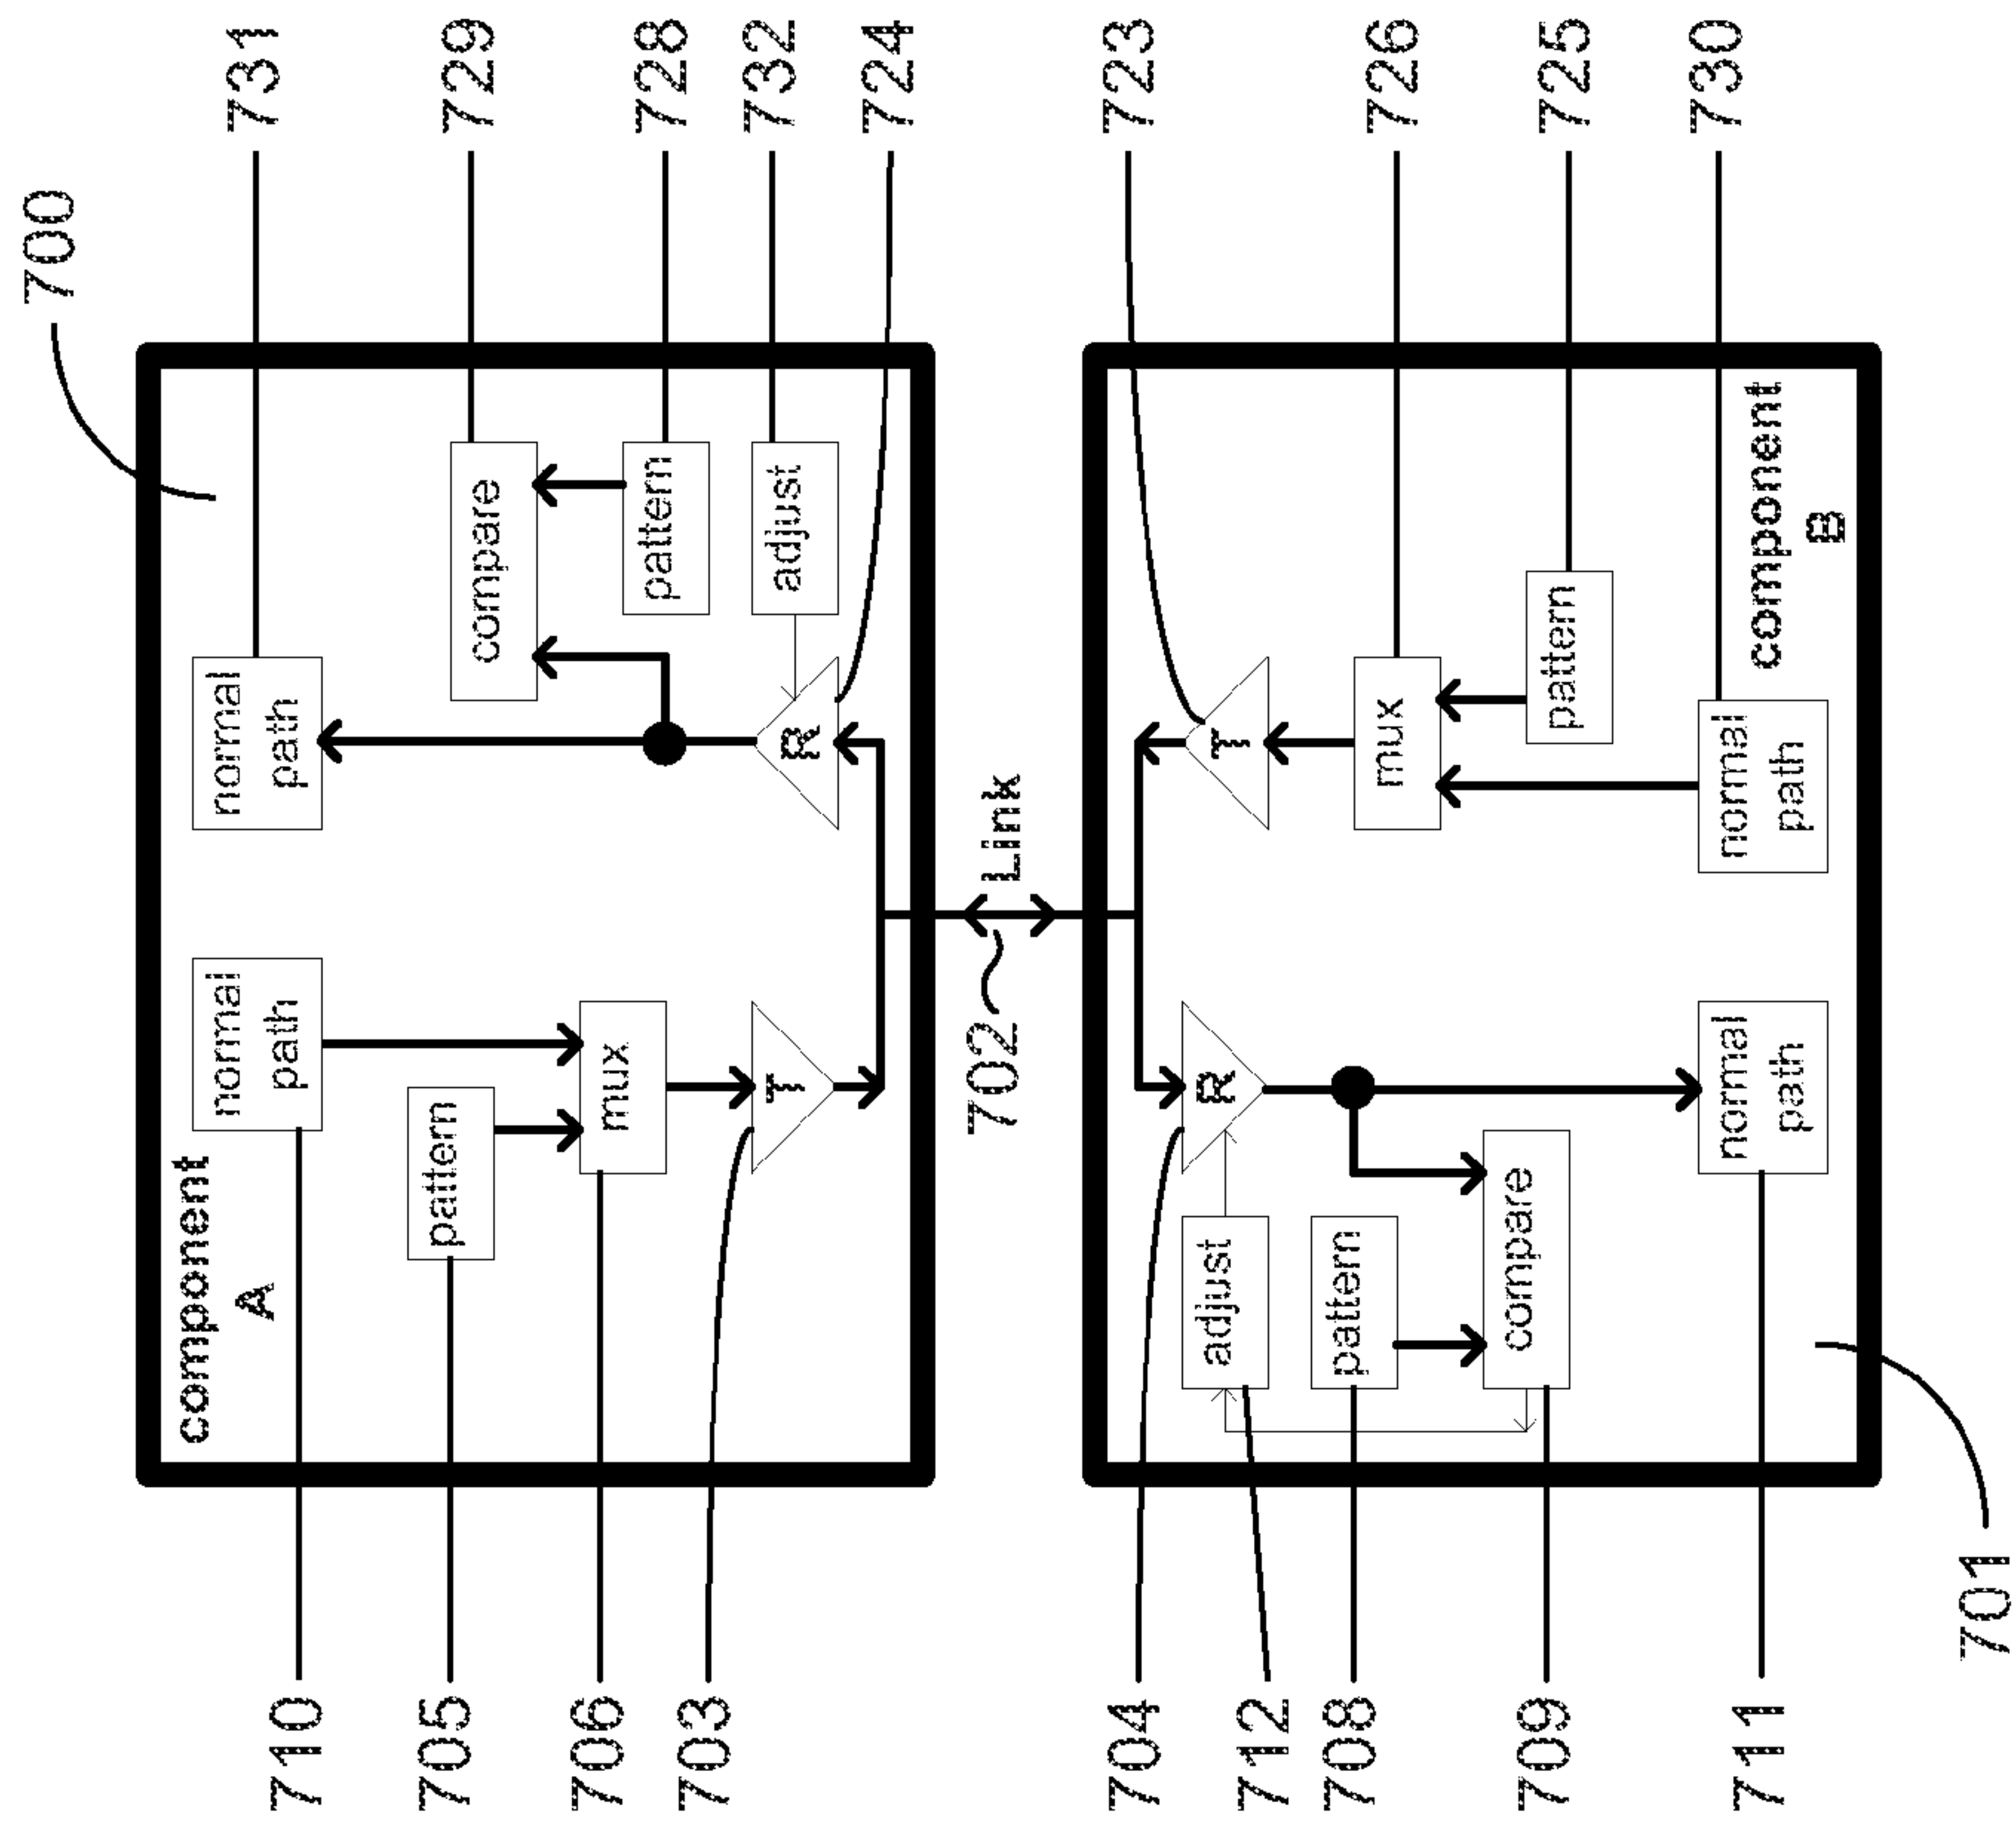 700
731
729
728
732
724
723
726
725
730
component
A
normal
path
pattern
mux
T
normal
path
compare
pattern
adjust
R
Link
702
R
adjust
pattern
compare
normal
path
T
mux
pattern
normal
path
component
B
710
705
706
703
704
712
708
709
711
701